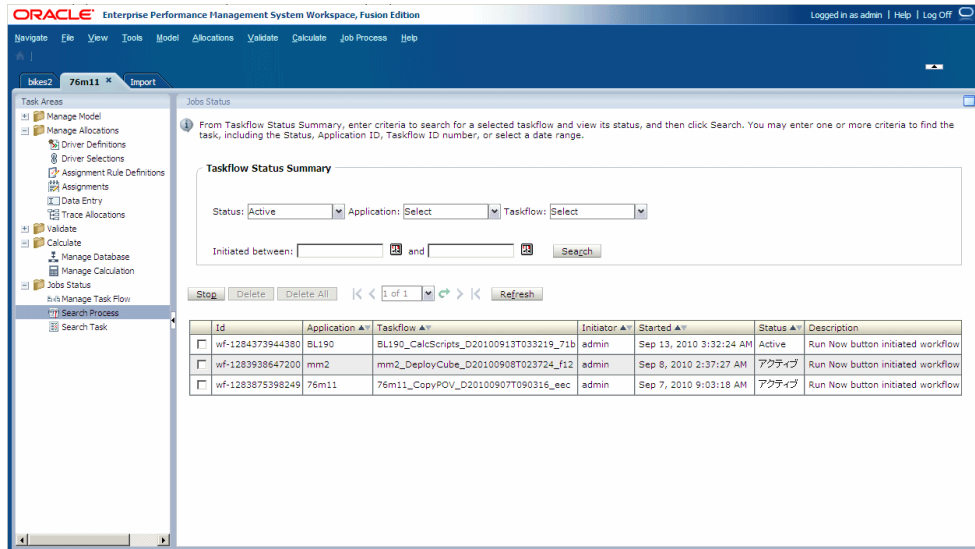 ORACLE Enterprise Performance Management System Workspace, Fusion Edition
Logged in as admin | Help | Log Off
Navigate File View Tools Model Allocations Validate Calculate Job Process Help
bikes2 76m11 Import
Task Areas
Manage Model
Manage Allocations
Driver Definitions
Driver Selections
Assignment Rule Definitions
Assignments
Data Entry
Trace Allocations
Validate
Calculate
Manage Database
Manage Calculation
Jobs Status
Manage Task Flow
Search Process
Search Task
Jobs Status
From Taskflow Status Summary, enter criteria to search for a selected taskflow and view its status, and then click Search. You may enter one or more criteria to find the
task, including the Status, Application ID, Taskflow ID number, or select a date range.
Taskflow Status Summary
Status: Active Application: Select Taskflow: Select
Initiated between: and Search
Stop Delete Delete All 1 of 1 Refresh
Id Application Taskflow Initiator Started Status Description
wf-1284373944380 BL190 BL190_CalcScripts_D20100913T033219_71b admin Sep 13, 2010 3:32:24 AM Active Run Now button initiated workflow
wf-1283938647200 mm2 mm2_DeployCube_D20100908T023724_f12 admin Sep 8, 2010 2:37:27 AM アクティブ Run Now button initiated workflow
wf-1283875398249 76m11 76m11_CopyPOV_D20100907T090316_eec admin Sep 7, 2010 9:03:18 AM アクティブ Run Now button initiated workflow